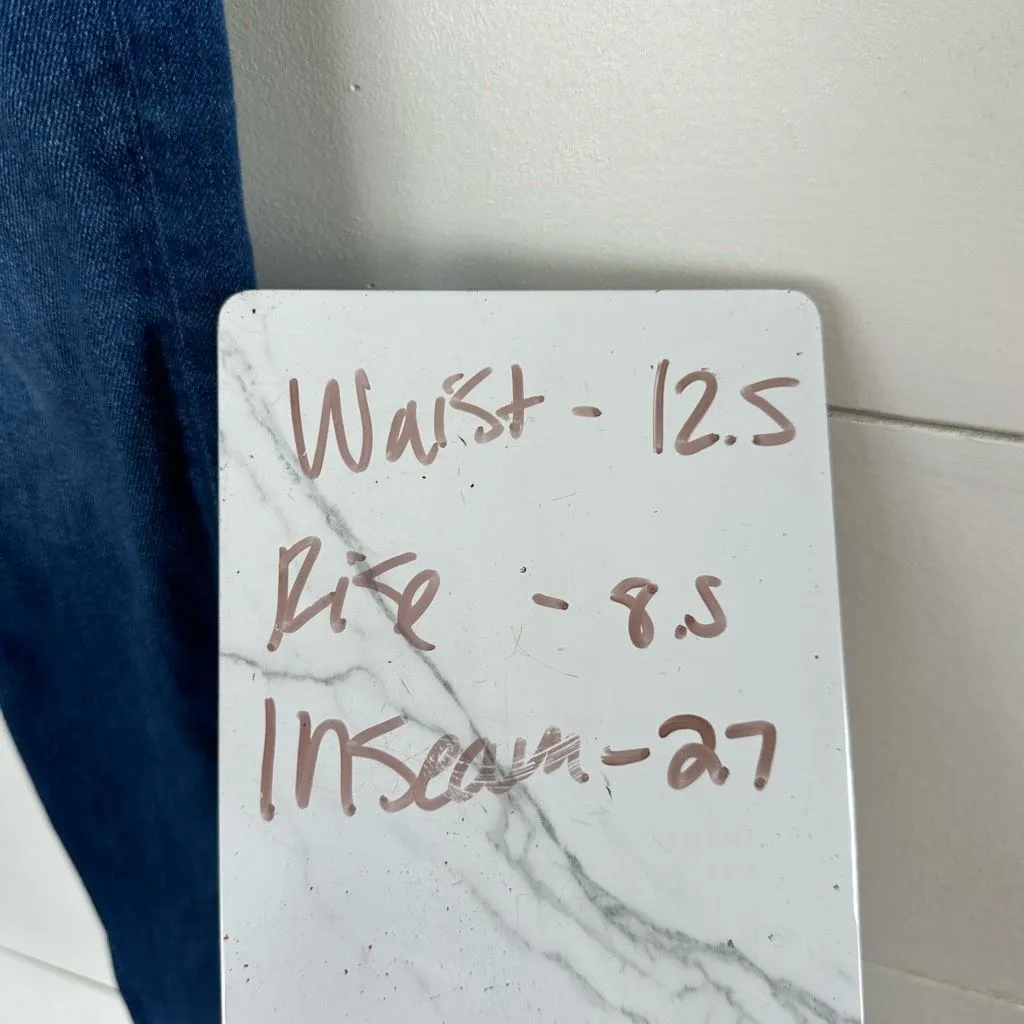 Waist - 12.5
Rise - 8.5
Inseam - 27